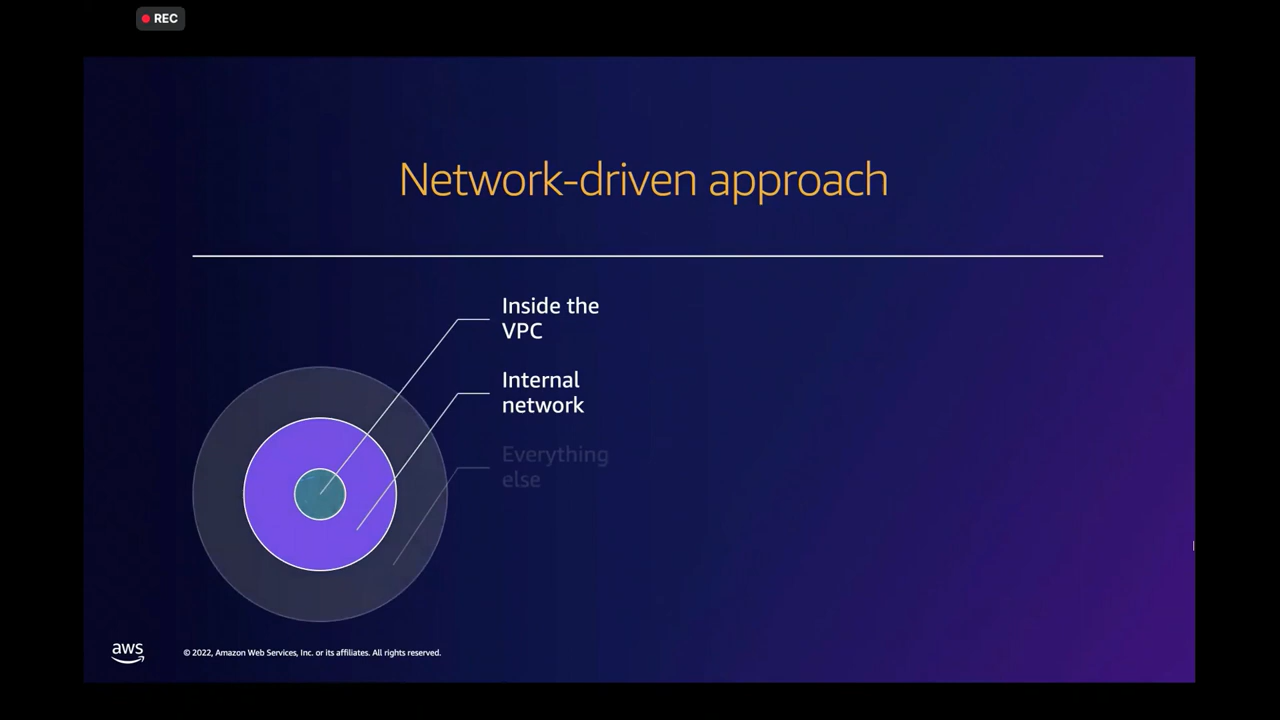 REC
Network-driven approach
Inside the
VPC
Internal
network
Everything
else
aws
© 2022, Amazon Web Services, Inc. or its affiliates. All rights reserved.